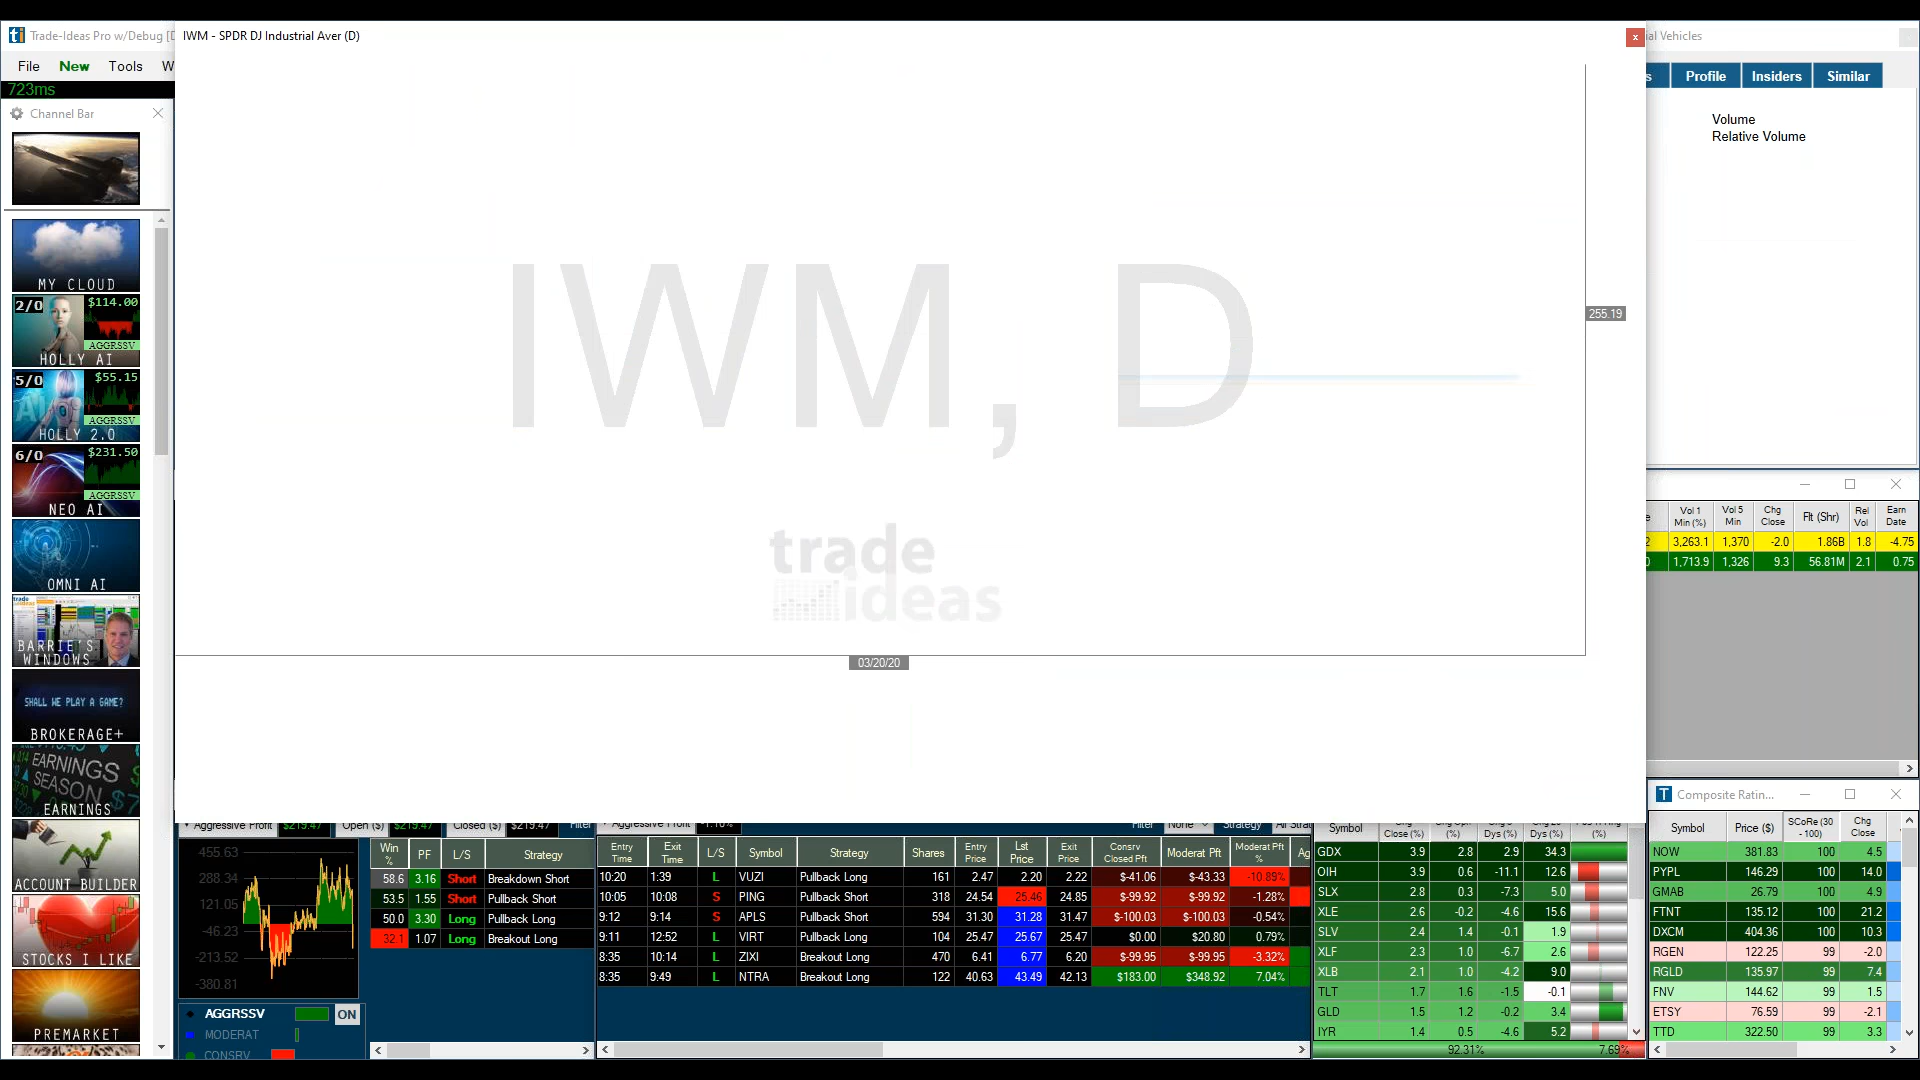 Trade-Ideas Pro w/Debug [D
IWM - SPDR DJ Industrial Aver (D)
x
ial Vehicles
File New Tools W
723ms
Channel Bar
s Profile Insiders Similar
Volume
Relative Volume
MY CLOUD
2/0 $114.00
AGGRSSV
HOLLY AI
5/0 $55.15
AGGRSSV
HOLLY 2.0
6/0 $231.50
AGGRSSV
NEO AI
OMNI AI
BARRIE'S
WINDOWS
SHALL WE PLAY A GAME?
BROKERAGE+
EARNINGS
SEASON
EARNINGS
ACCOUNT BUILDER
STOCKS I LIKE
PREMARKET
IWM, D
255.19
trade
ideas
03/20/20
e Vol 1 Min (%) Vol 5 Min Chg Close Flt (Shr) Rel Vol Earn Date
2 3,263.1 1,370 -2.0 1.86B 1.8 -4.75
0 1,713.9 1,326 9.3 56.81M 2.1 0.75
Aggressive Profit $219.47 Open ($) $219.47 Closed ($) $219.47 Filter
455.63
288.34
121.05
-46.23
-213.52
-380.81
AGGRSSV ON
MODERAT
CONSRV
Win % PF L/S Strategy
58.6 3.16 Short Breakdown Short
53.5 1.55 Short Pullback Short
50.0 3.30 Long Pullback Long
32.1 1.07 Long Breakout Long
Aggressive Profit -1.10% Filter None Strategy All Strat
Entry Time Exit Time L/S Symbol Strategy Shares Entry Price Lst Price Exit Price Consrv Closed Pft Moderat Pft Moderat Pft % Ag
10:20 1:39 L VUZI Pullback Long 161 2.47 2.20 2.22 $-41.06 $-43.33 -10.89%
10:05 10:08 S PING Pullback Short 318 24.54 25.46 24.85 $-99.92 $-99.92 -1.28%
9:12 9:14 S APLS Pullback Short 594 31.30 31.28 31.47 $-100.03 $-100.03 -0.54%
9:11 12:52 L VIRT Pullback Long 104 25.47 25.67 25.47 $0.00 $20.80 0.79%
8:35 10:14 L ZIXI Breakout Long 470 6.41 6.77 6.20 $-99.95 $-99.95 -3.32%
8:35 9:49 L NTRA Breakout Long 122 40.63 43.49 42.13 $183.00 $348.92 7.04%
Symbol Close (%) (%) Dys (%) Dys (%) (%)
GDX 3.9 2.8 2.9 34.3
OIH 3.9 0.6 -11.1 12.6
SLX 2.8 0.3 -7.3 5.0
XLE 2.6 -0.2 -4.6 15.6
SLV 2.4 1.4 -0.1 1.9
XLF 2.3 1.0 -6.7 2.6
XLB 2.1 1.0 -4.2 9.0
TLT 1.7 1.6 -1.5 -0.1
GLD 1.5 1.2 -0.2 3.4
IYR 1.4 0.5 -4.6 5.2
92.31% 7.69%
T Composite Ratin...
Symbol Price ($) SCoRe (30 - 100) Chg Close
NOW 381.83 100 4.5
PYPL 146.29 100 14.0
GMAB 26.79 100 4.9
FTNT 135.12 100 21.2
DXCM 404.36 100 10.3
RGEN 122.25 99 -2.0
RGLD 135.97 99 7.4
FNV 144.62 99 1.5
ETSY 76.59 99 -2.1
TTD 322.50 99 3.3